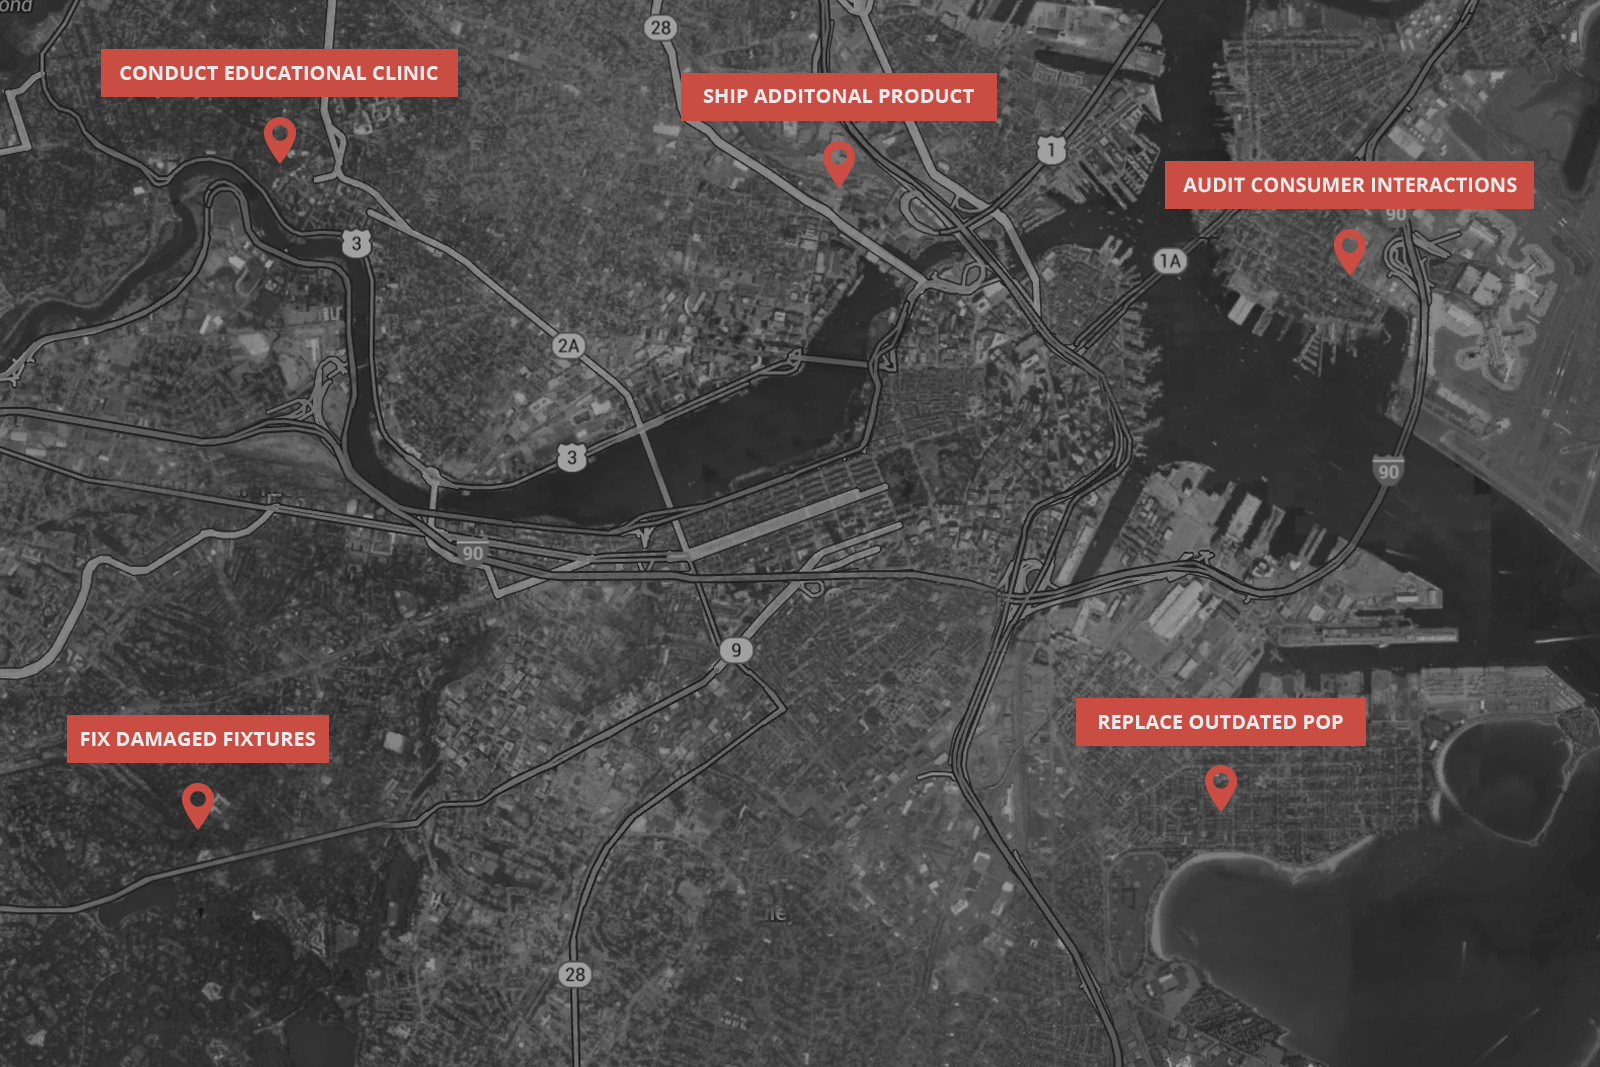 ond
28
CONDUCT EDUCATIONAL CLINIC
SHIP ADDITONAL PRODUCT
1
AUDIT CONSUMER INTERACTIONS
90
3
1A
2A
3
90
90
9
REPLACE OUTDATED POP
FIX DAMAGED FIXTURES
28